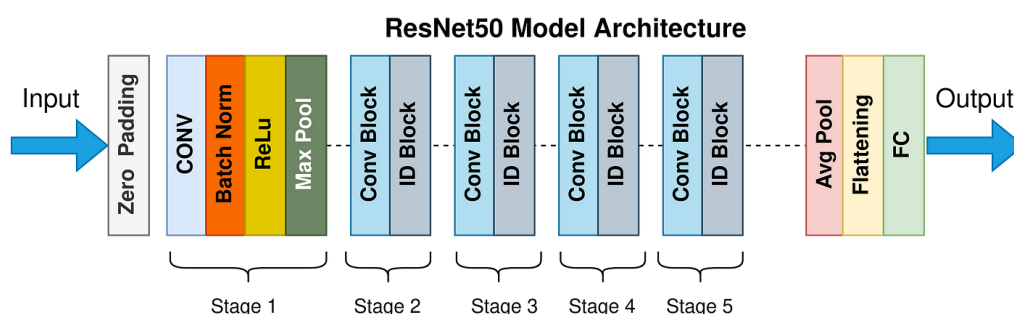 ResNet50 Model Architecture
Input
Zero Padding
CONV
Batch Norm
ReLu
Max Pool
Conv Block
ID Block
Conv Block
ID Block
Conv Block
ID Block
Conv Block
ID Block
Avg Pool
Flattening
FC
Output
Stage 1
Stage 2
Stage 3
Stage 4
Stage 5